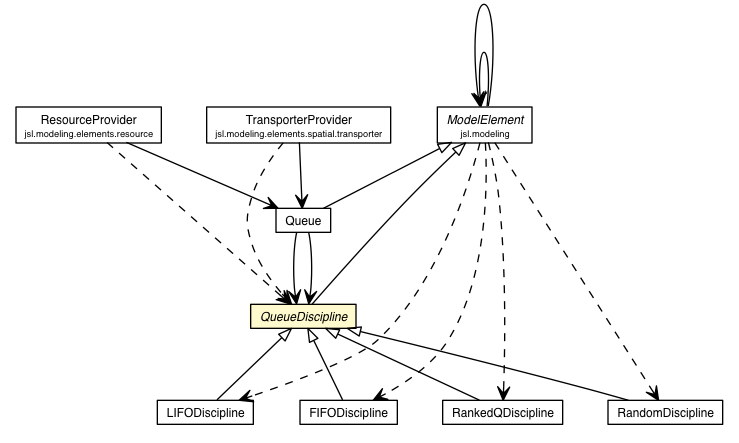 ResourceProvider
jsl.modeling.elements.resource
TransporterProvider
jsl.modeling.elements.spatial.transporter
ModelElement
jsl.modeling
Queue
QueueDiscipline
LIFODiscipline
FIFODiscipline
RankedQDiscipline
RandomDiscipline